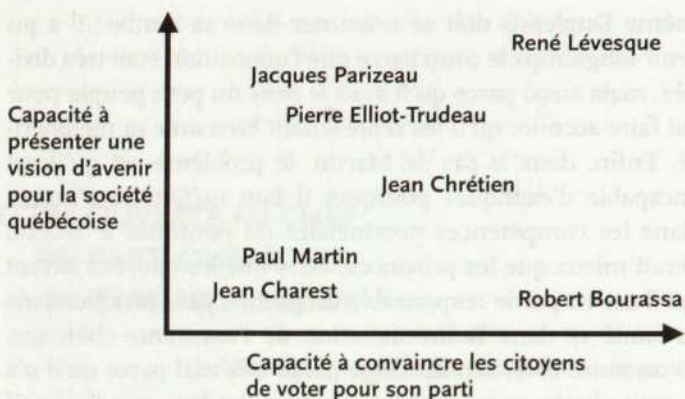 René Lévesque
Jacques Parizeau
Pierre Elliot-Trudeau
Capacité à
présenter une
vision d'avenir
pour la société
québécoise
Jean Chrétien
Paul Martin
Jean Charest
Robert Bourassa
Capacité à convaincre les citoyens
de voter pour son parti